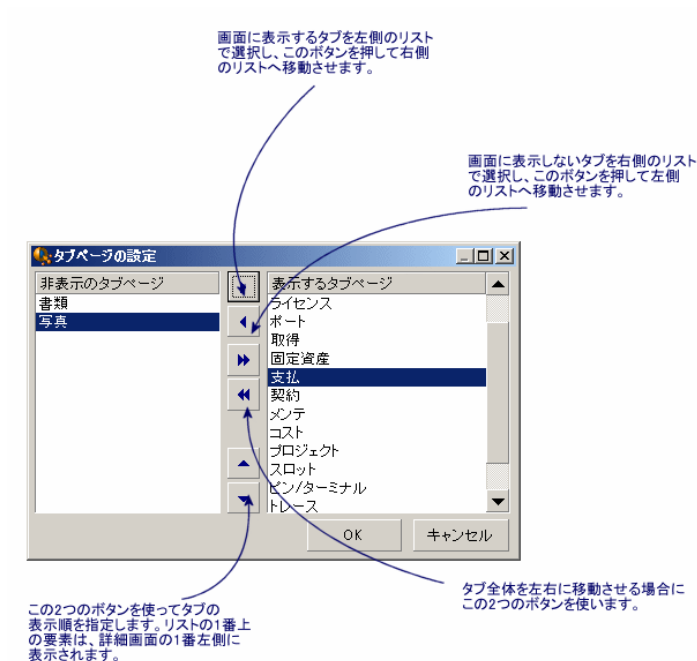 画面に表示するタブを左側のリスト
で選択し、このボタンを押して右側
のリストへ移動させます。
画面に表示しないタブを右側のリスト
で選択し、このボタンを押して左側
のリストへ移動させます。
タブページの設定
非表示のタブページ
書類
写真
表示するタブページ
ライセンス
ポート
取得
固定資産
支払
契約
メンテ
コスト
プロジェクト
スロット
ピン/ターミナル
トレース
OK
キャンセル
タブ全体を左右に移動させる場合に
この2つのボタンを使います。
この2つのボタンを使ってタブの
表示順を指定します。リストの1番上
の要素は、詳細画面の1番左側に
表示されます。